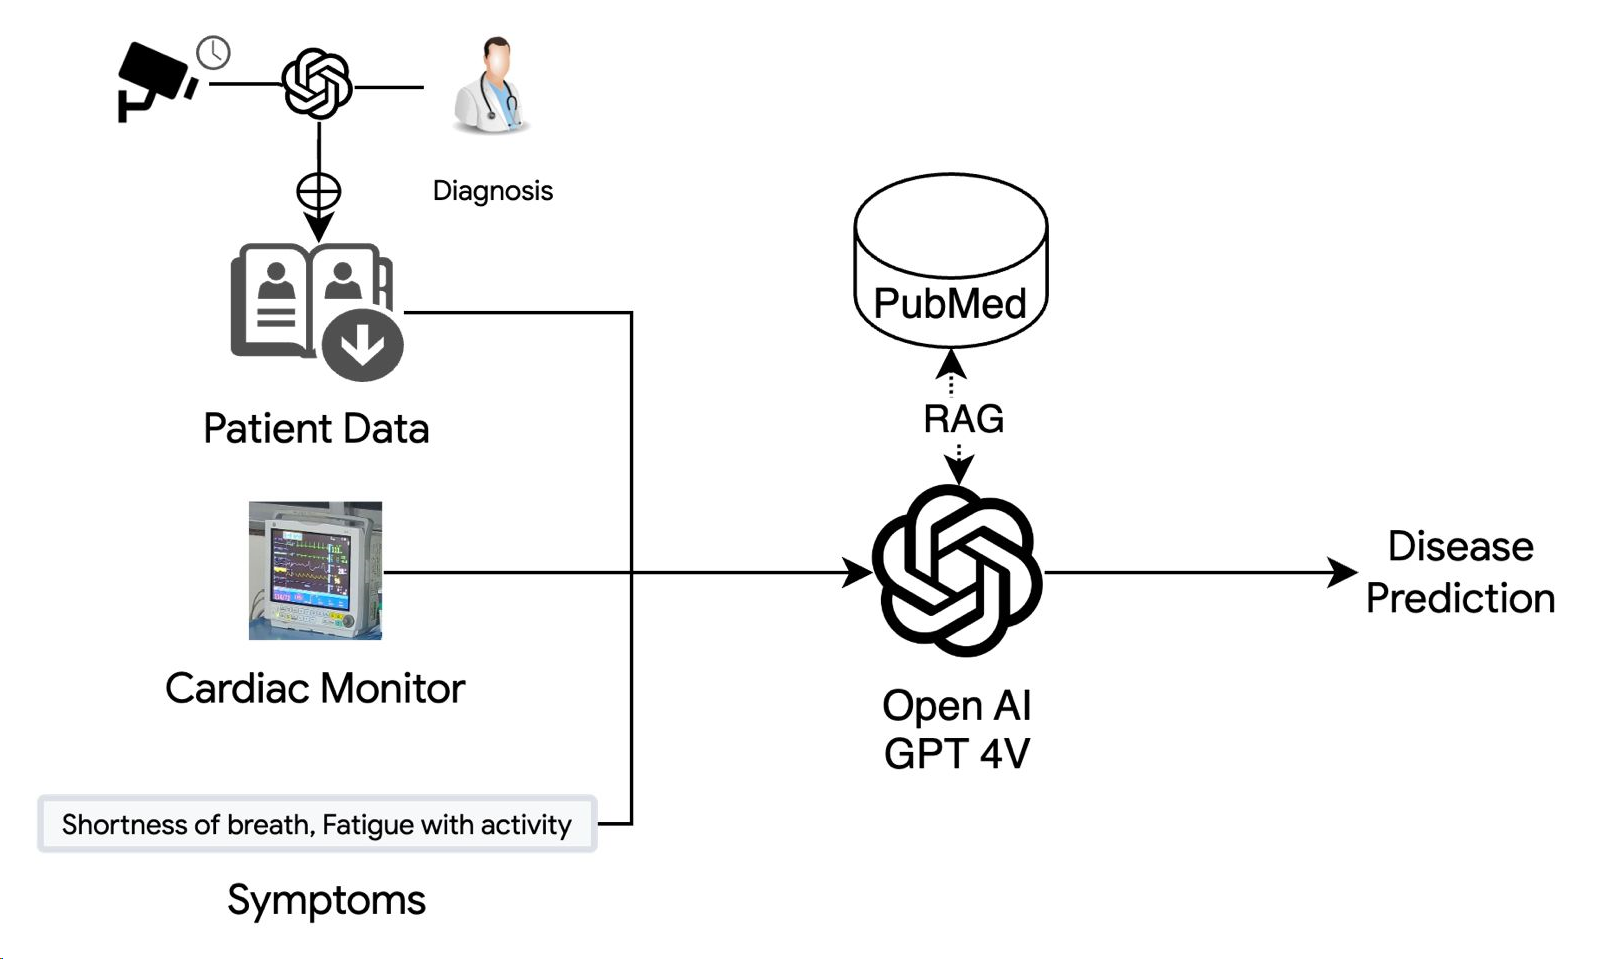 Diagnosis
Patient Data
Cardiac Monitor
Shortness of breath, Fatigue with activity
Symptoms
PubMed
RAG
Open AI
GPT 4V
Disease
Prediction